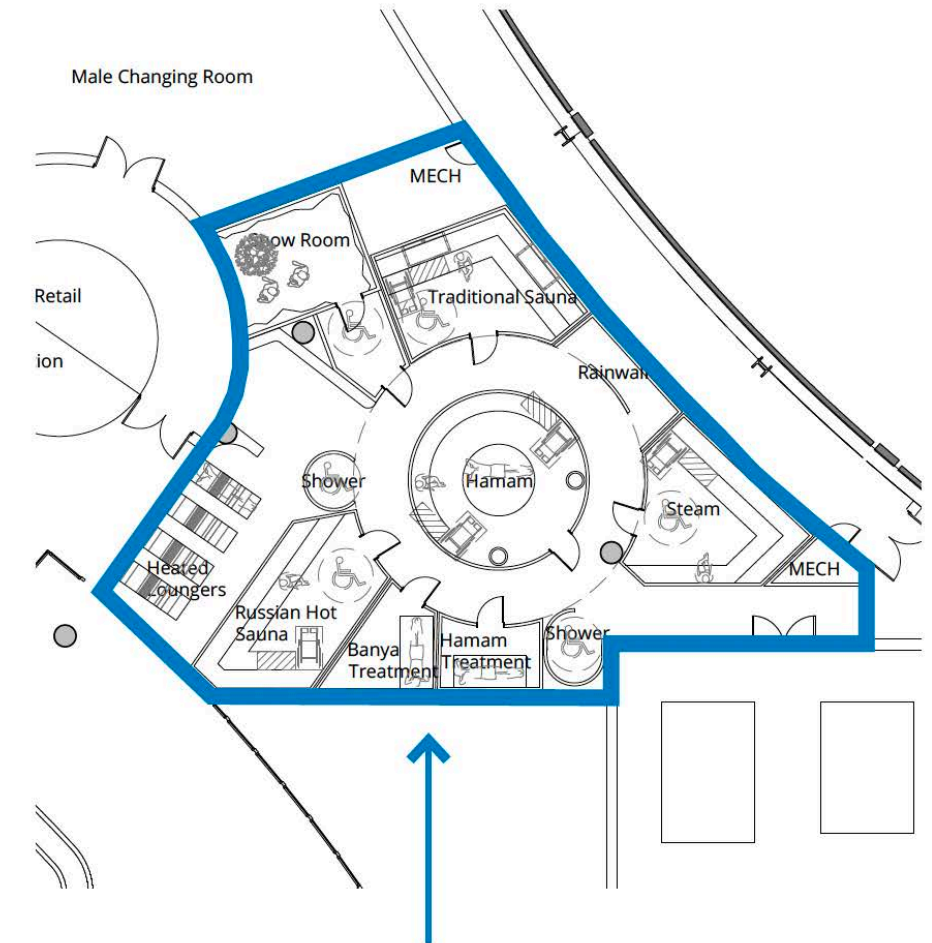 Male Changing Room
MECH
Snow Room
Retail
Traditional Sauna
ion
Rainwall
Shower
Hamam
Steam
Heated
Loungers
MECH
Russian Hot
Sauna
Banya
Treatment
Hamam
Treatment
Shower